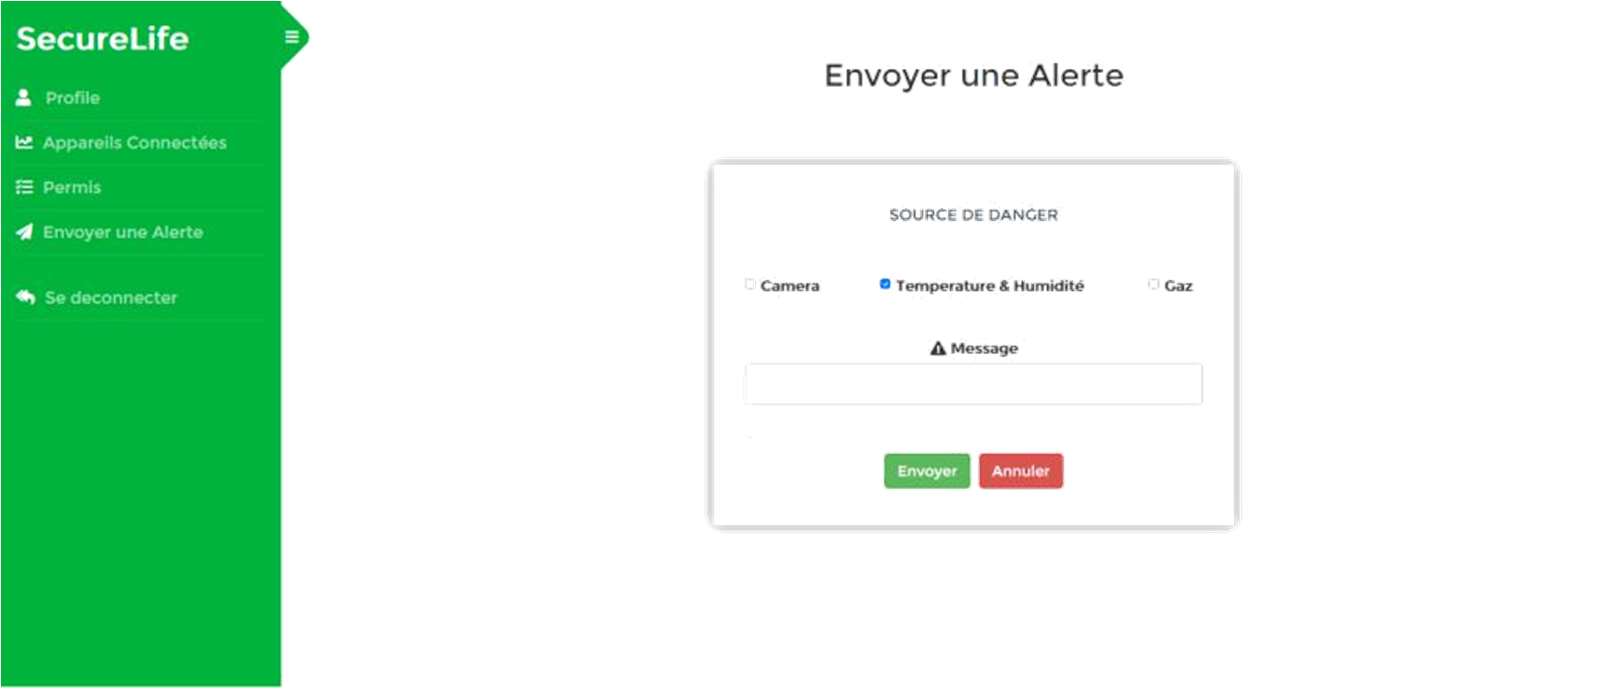 SecureLife
Profile
Appareils Connectées
Permis
Envoyer une Alerte
Se deconnecter
Envoyer une Alerte
SOURCE DE DANGER
Camera Temperature & Humidité Gaz
Message
Envoyer Annuler